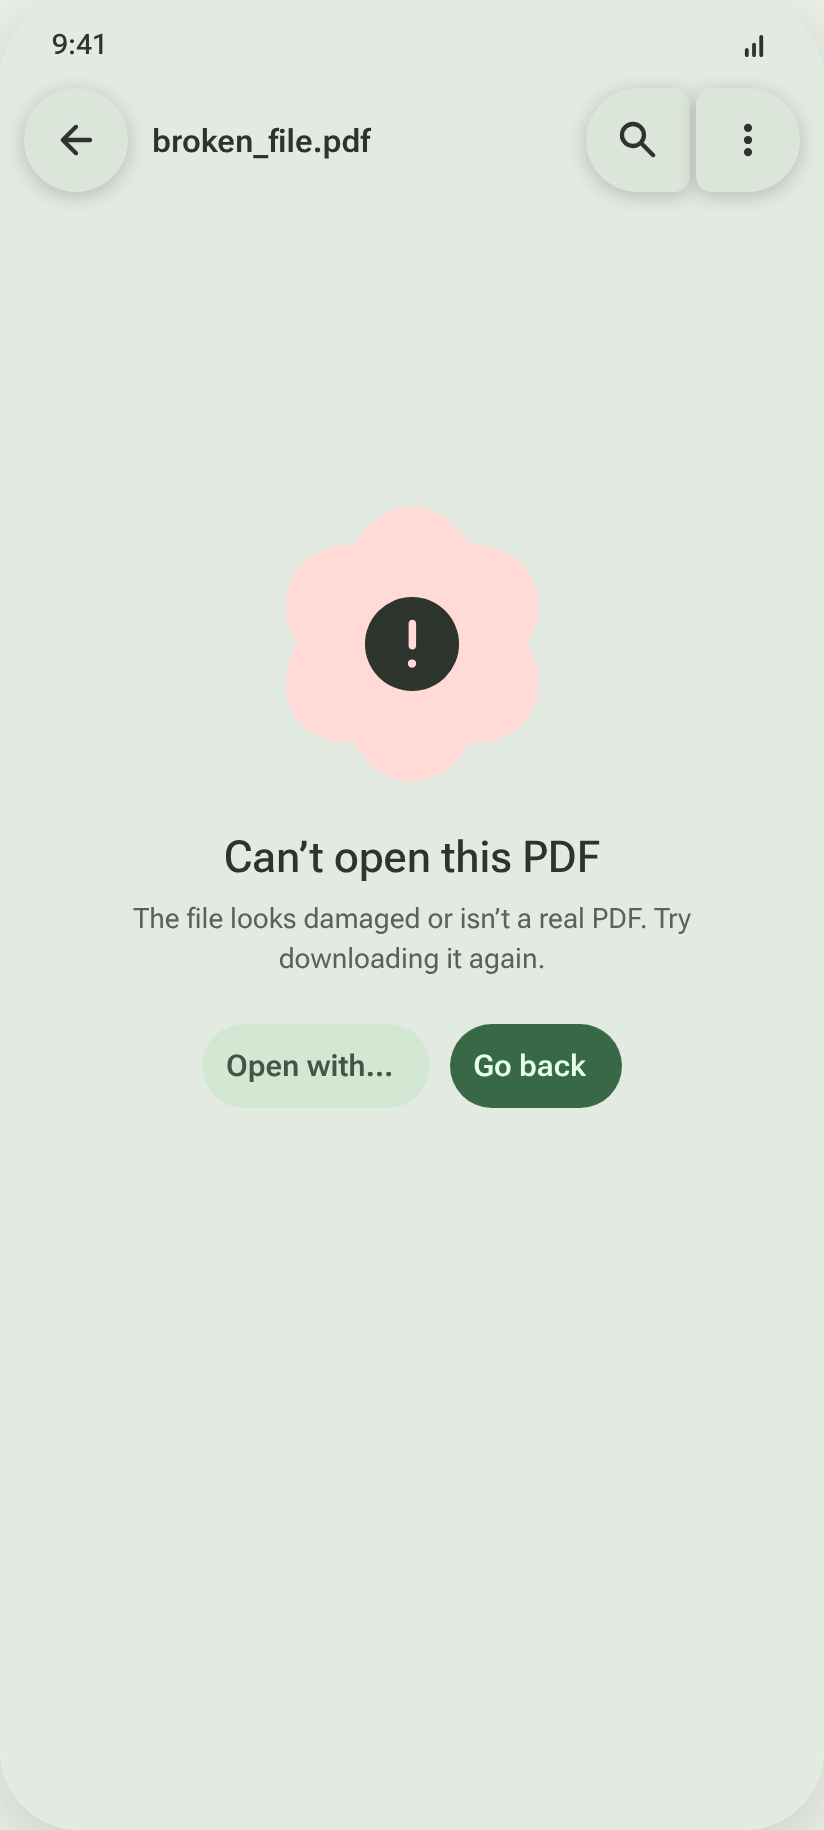 9:41
broken_file.pdf
Can’t open this PDF
The file looks damaged or isn’t a real PDF. Try
downloading it again.
Open with...
Go back